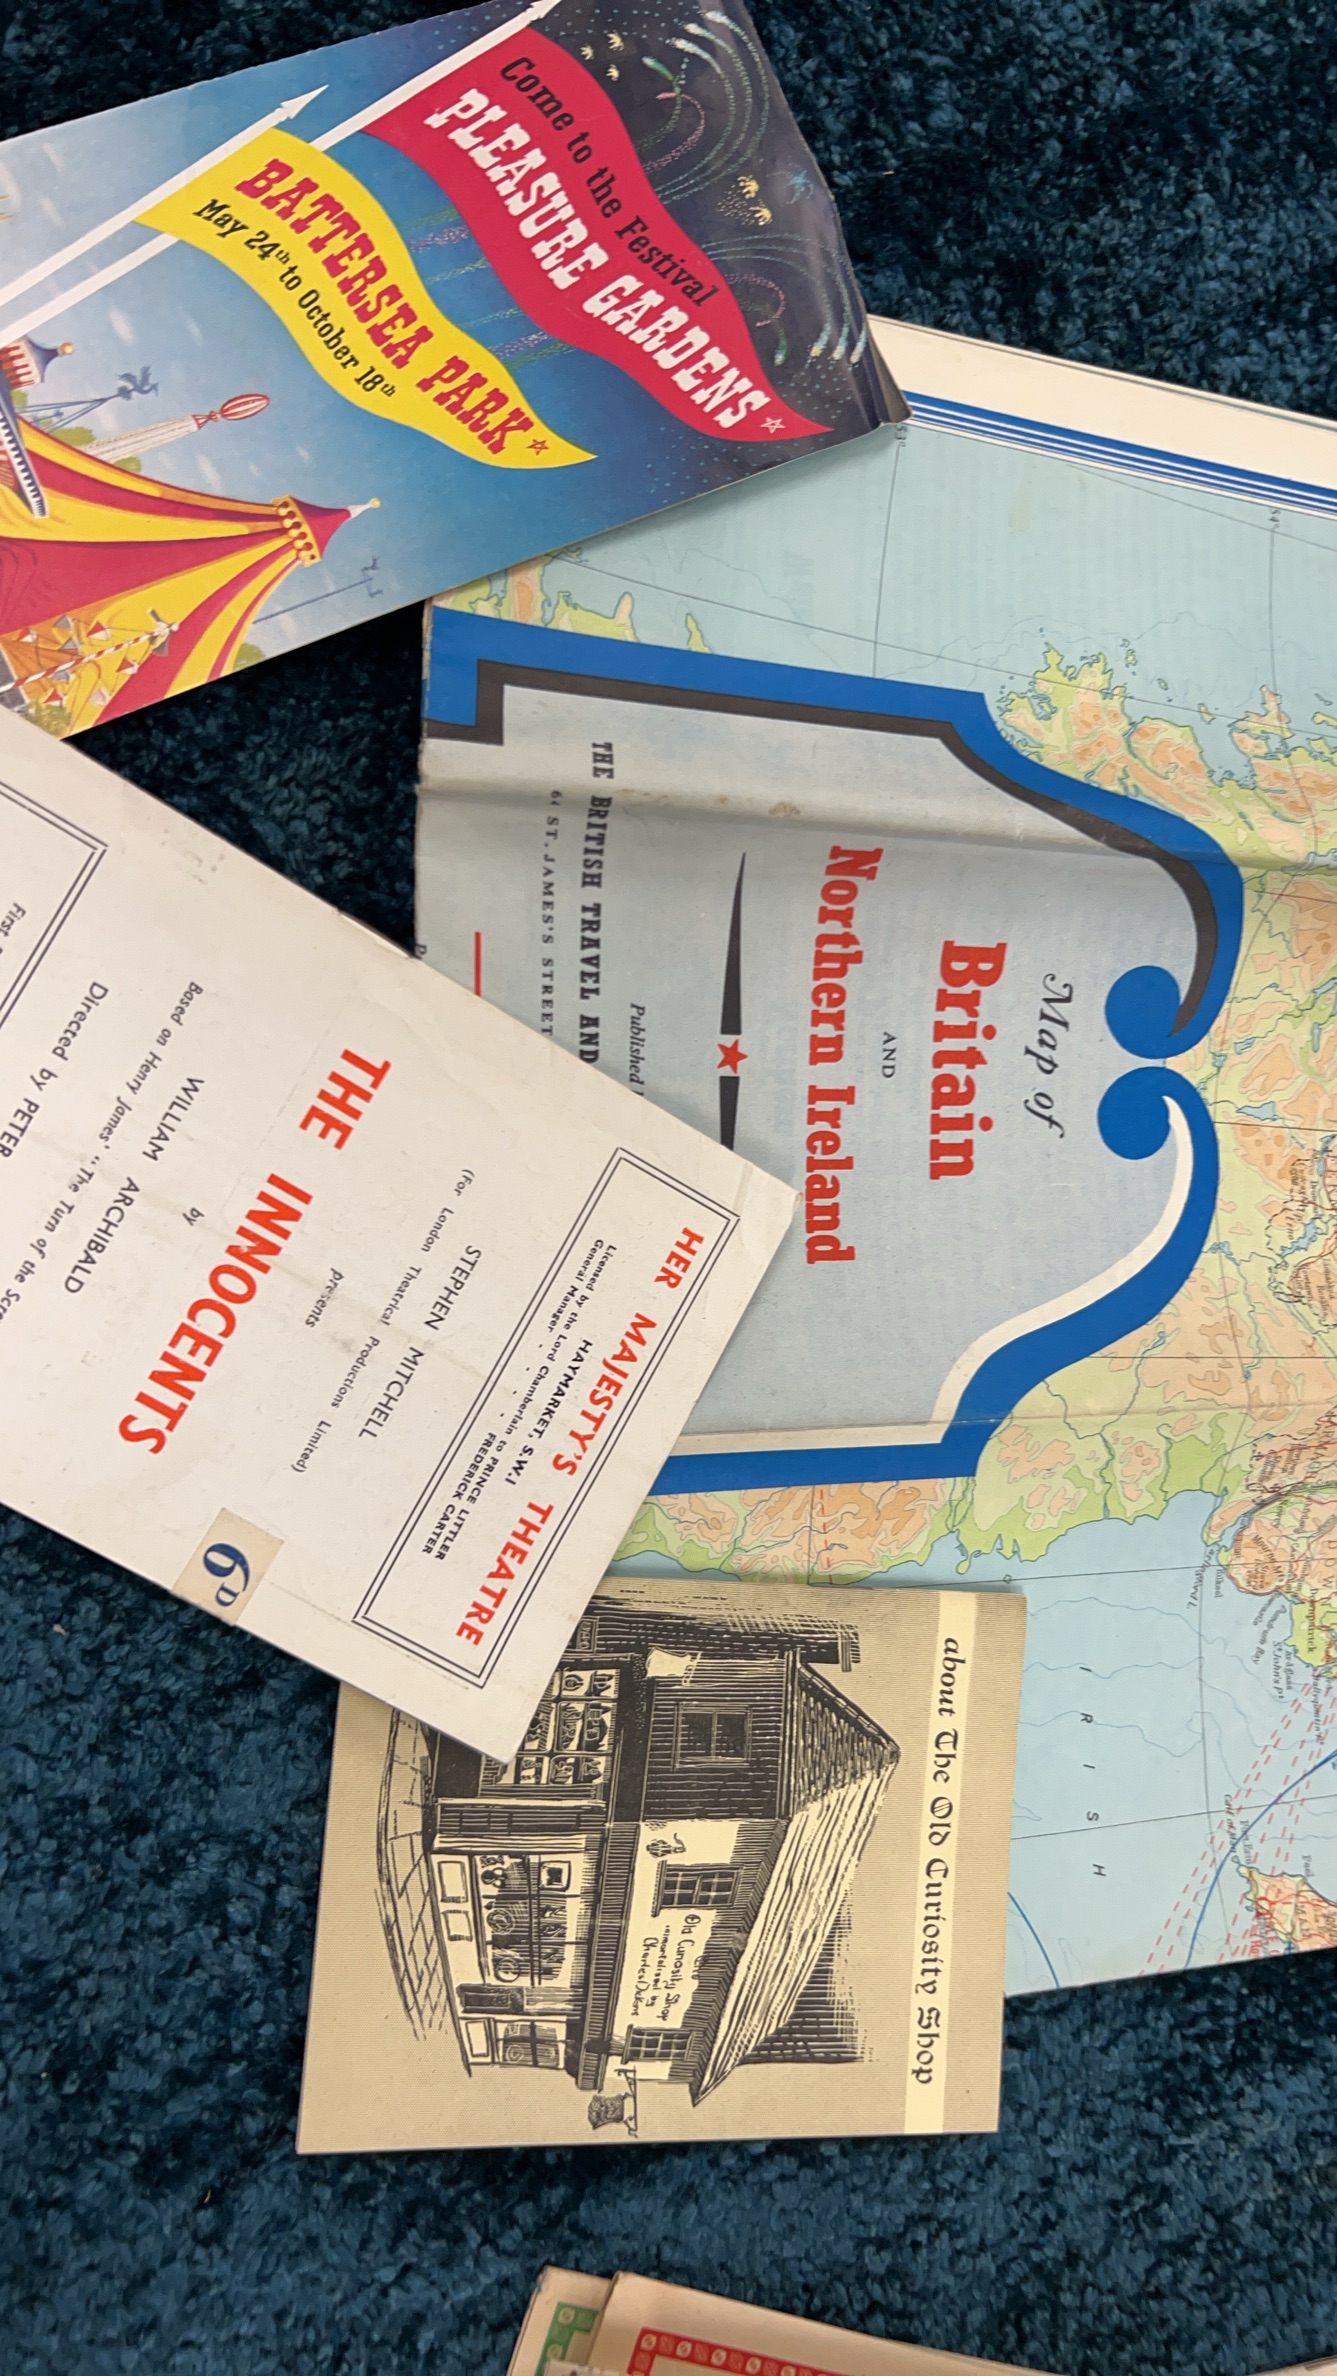 Come to the Festival
PLEASURE GARDENS
BATTERSEA PARK
May 24th to October 18th
Map of
Britain
AND
Northern Ireland
Published
THE BRITISH TRAVEL AND
64 ST. JAMES'S STREET
53°
54°
I R I S H
HER MAJESTY'S THEATRE
HAYMARKET, S.W.1
Licensed by the Lord Chamberlain to PRINCE LITTLER
General Manager . . . FREDERICK CARTER
STEPHEN MITCHELL
(For London Theatrical Productions Limited)
presents
THE INNOCENTS
by
WILLIAM ARCHIBALD
Based on Henry James' "The Turn of the
Directed by PETER
First
6D
about The Old Curiosity Shop
Old Curiosity Shop
immortalised by
Charles Dickens